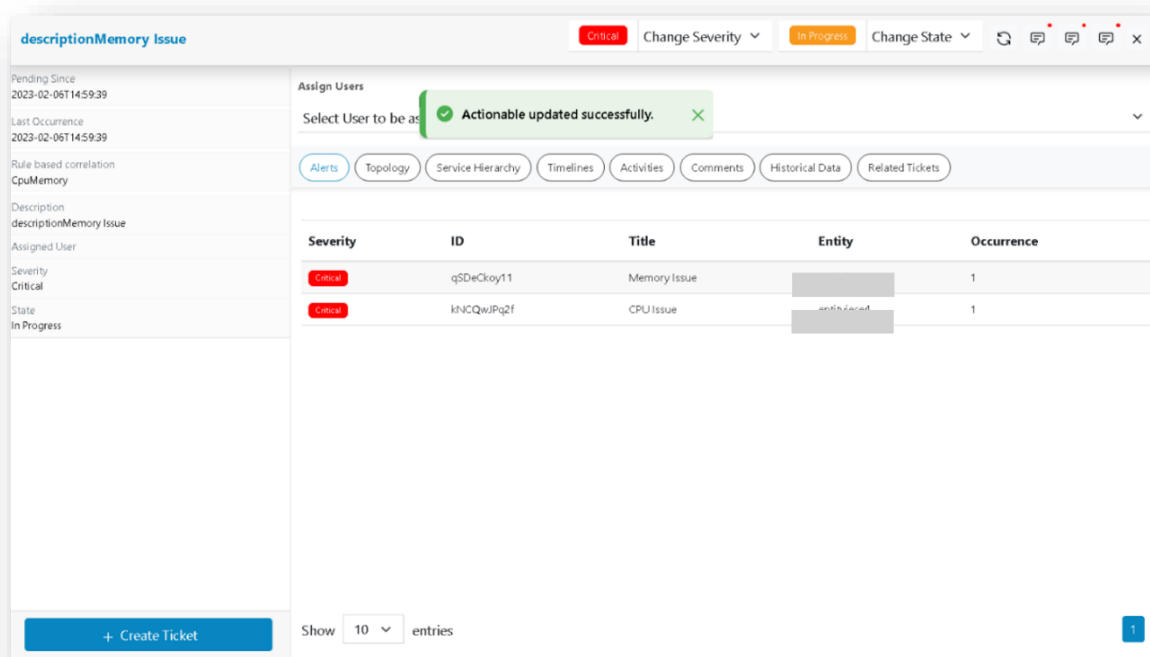 descriptionMemory Issue
Critical
Change Severity
In Progress
Change State
Pending Since
2023-02-06T14:59:39
Last Occurrence
2023-02-06T14:59:39
Rule based correlation
CpuMemory
Description
descriptionMemory Issue
Assigned User
Severity
Critical
State
In Progress
+ Create Ticket
Assign Users
Select User to be as
Actionable updated successfully.
Alerts Topology Service Hierarchy Timelines Activities Comments Historical Data Related Tickets
Severity ID Title Entity Occurrence
Critical qSDeCkoy11 Memory Issue 1
Critical kNCQwJPq2f CPU Issue 1
Show 10 entries
1